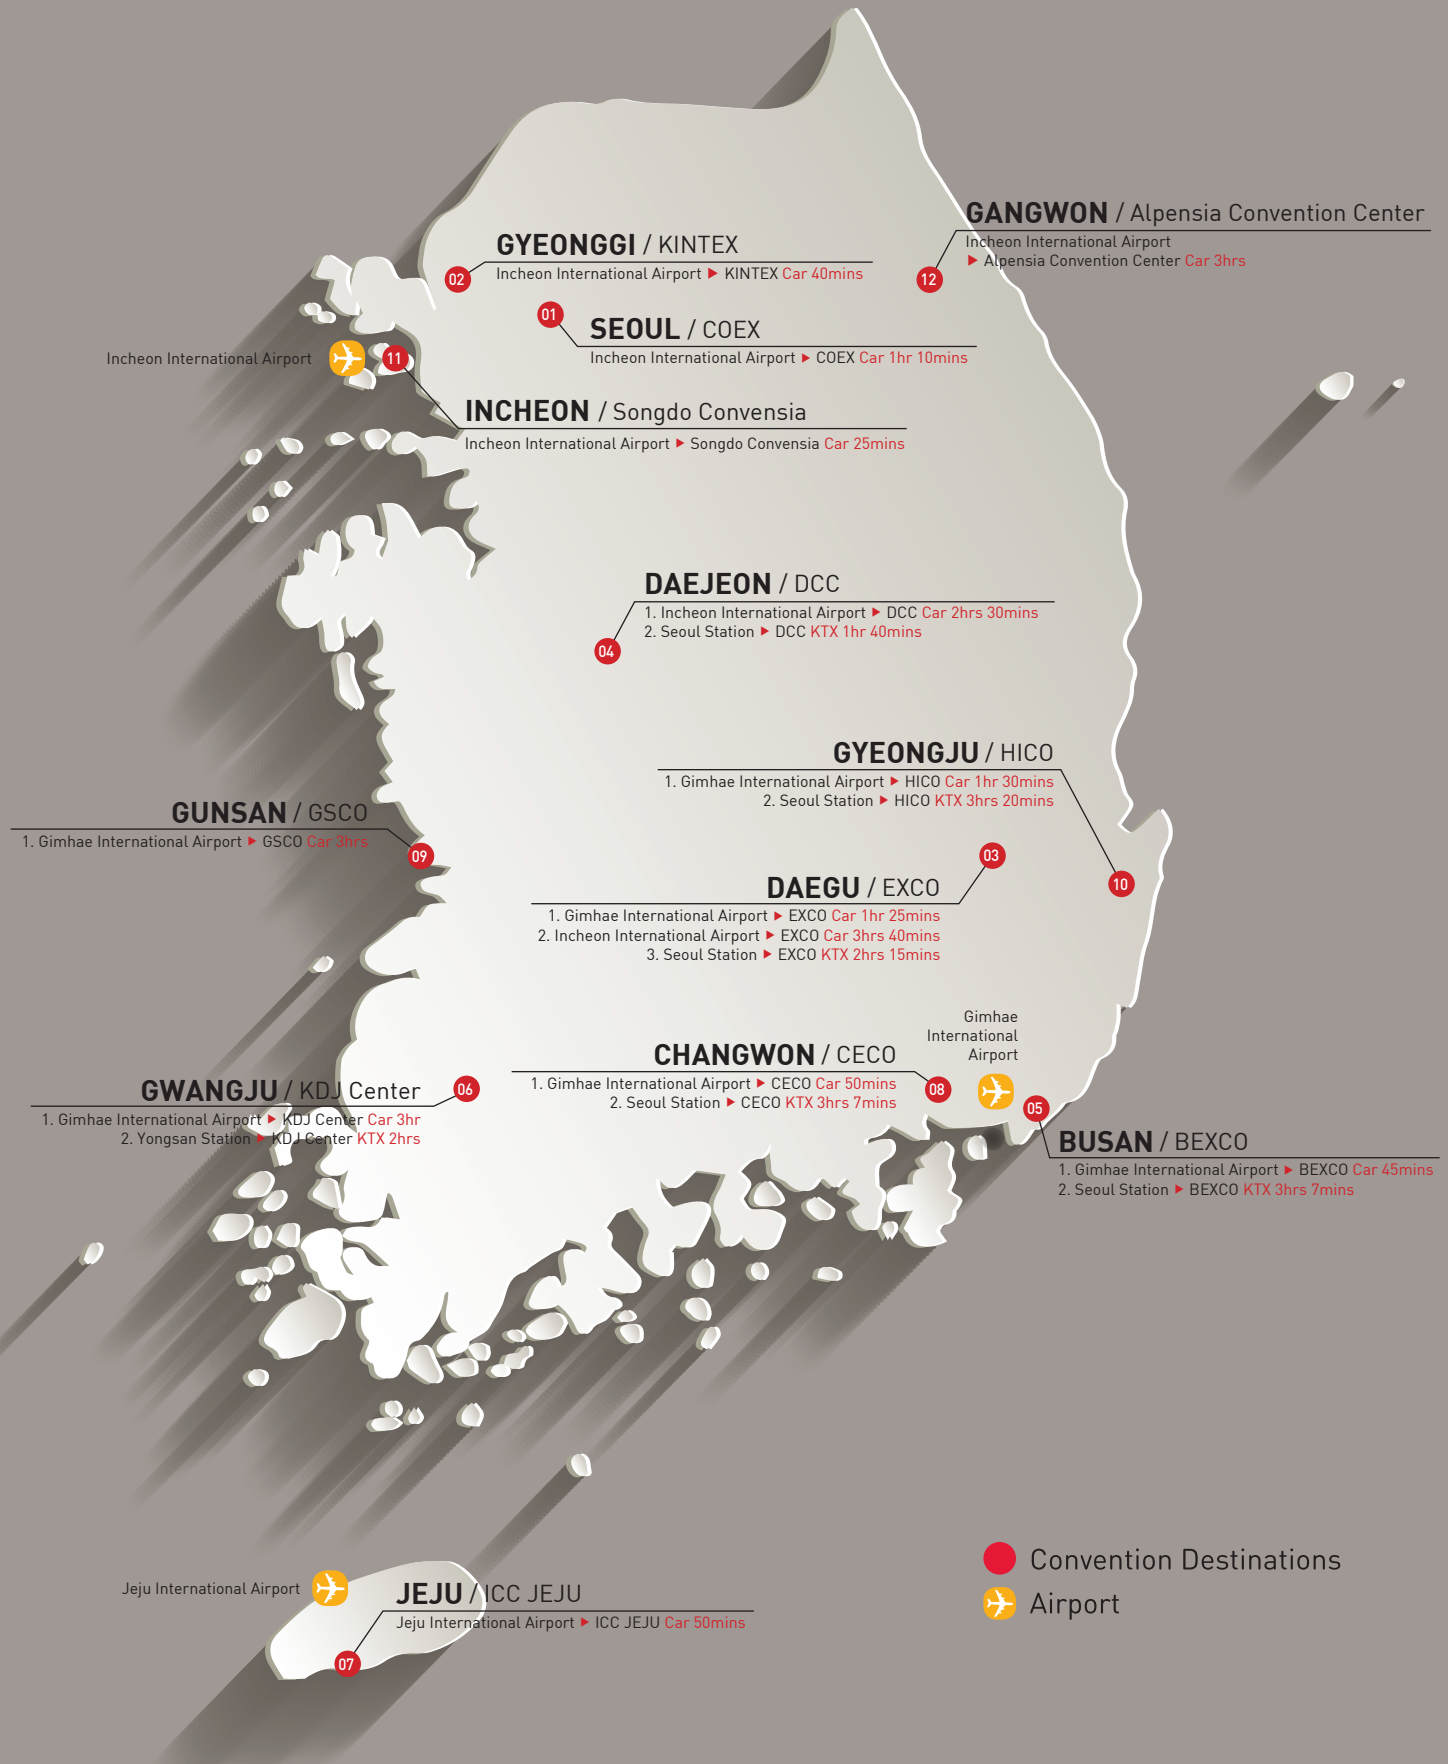 GANGWON / Alpensia Convention Center
Incheon International Airport
▶ Alpensia Convention Center Car 3hrs
12
GYEONGGI / KINTEX
Incheon International Airport ▶ KINTEX Car 40mins
02
01
SEOUL / COEX
Incheon International Airport ▶ COEX Car 1hr 10mins
Incheon International Airport
11
INCHEON / Songdo Convensia
Incheon International Airport ▶ Songdo Convensia Car 25mins
DAEJEON / DCC
1. Incheon International Airport ▶ DCC Car 2hrs 30mins
2. Seoul Station ▶ DCC KTX 1hr 40mins
04
GYEONGJU / HICO
1. Gimhae International Airport ▶ HICO Car 1hr 30mins
2. Seoul Station ▶ HICO KTX 3hrs 20mins
10
GUNSAN / GSCO
1. Gimhae International Airport ▶ GSCO Car 3hrs
09
03
DAEGU / EXCO
1. Gimhae International Airport ▶ EXCO Car 1hr 25mins
2. Incheon International Airport ▶ EXCO Car 3hrs 40mins
3. Seoul Station ▶ EXCO KTX 2hrs 15mins
Gimhae
International
Airport
CHANGWON / CECO
1. Gimhae International Airport ▶ CECO Car 50mins
2. Seoul Station ▶ CECO KTX 3hrs 7mins
08
GWANGJU / KDJ Center
1. Gimhae International Airport ▶ KDJ Center Car 3hr
2. Yongsan Station ▶ KDJ Center KTX 2hrs
06
05
BUSAN / BEXCO
1. Gimhae International Airport ▶ BEXCO Car 45mins
2. Seoul Station ▶ BEXCO KTX 3hrs 7mins
Jeju International Airport
JEJU / ICC JEJU
Jeju International Airport ▶ ICC JEJU Car 50mins
07
Convention Destinations
Airport